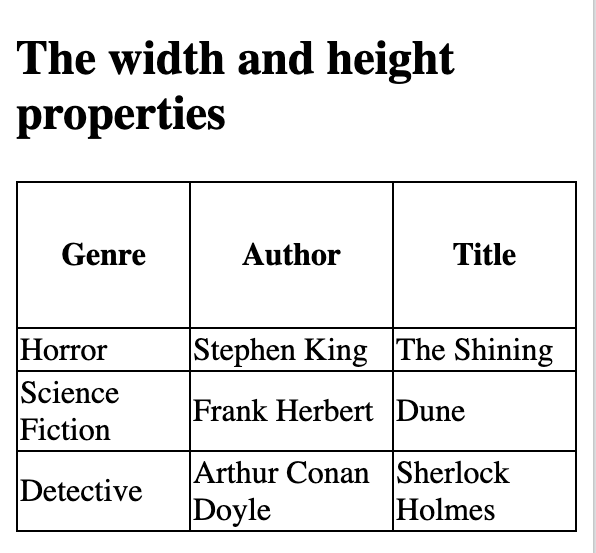 The width and height
properties
Genre Author Title
Horror Stephen King The Shining
Science
Fiction Frank Herbert Dune
Detective Arthur Conan
Doyle Sherlock
Holmes